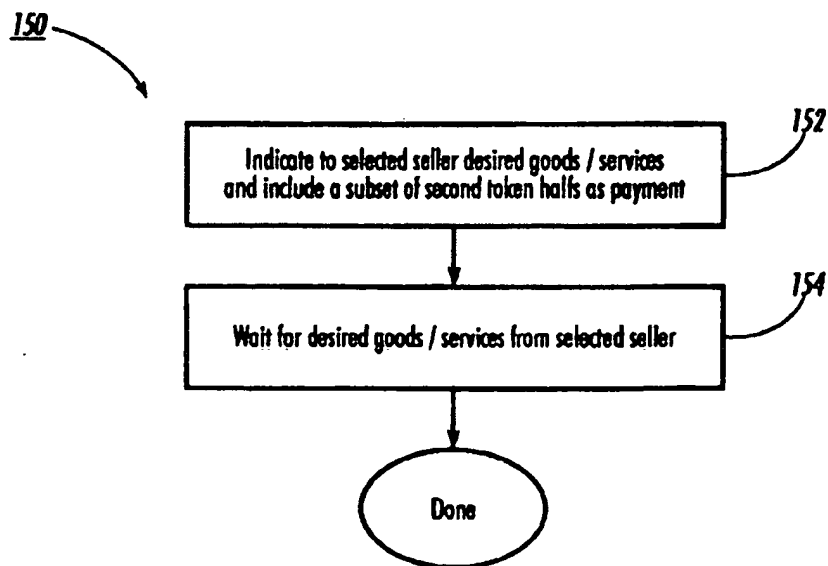 150
152
Indicate to selected seller desired goods / services
and include a subset of second token halfs as payment
154
Wait for desired goods / services from selected seller
Done